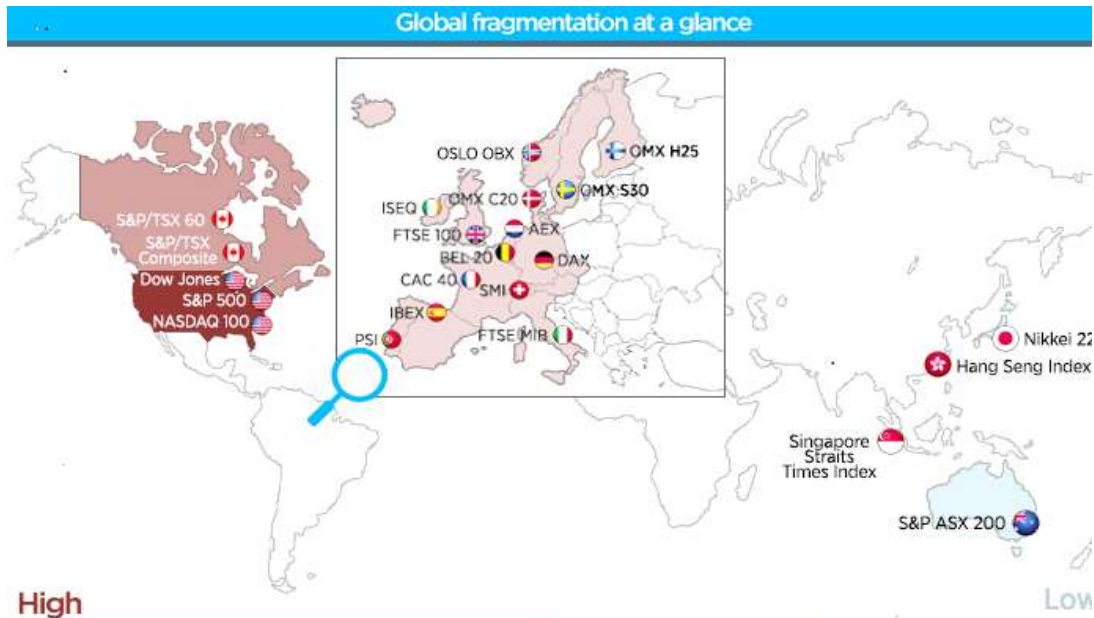 Global fragmentation at a glance
OSLO OBX
OMX H25
OMX C20
OMX S30
ISEQ
FTSE 100
AEX
BEL 20
DAX
CAC 40
SMI
IBEX
PSI
FTSE MIB
S&P/TSX 60
S&P/TSX
Composite
Dow Jones
S&P 500
NASDAQ 100
Nikkei 22
Hang Seng Index
Singapore
Straits
Times Index
S&P ASX 200
High
Low